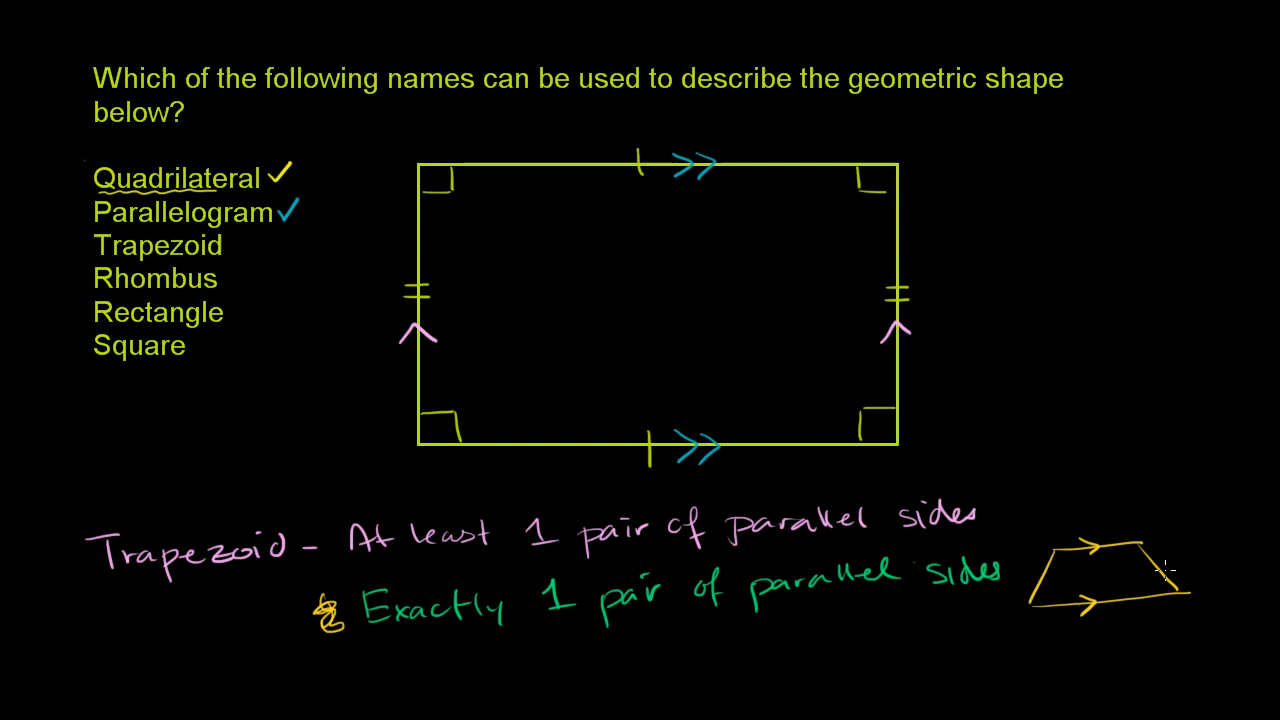 Which of the following names can be used to describe the geometric shape
below?
Quadrilateral
Parallelogram
Trapezoid
Rhombus
Rectangle
Square
Trapezoid - At least 1 pair of parallel sides
Exactly 1 pair of parallel sides